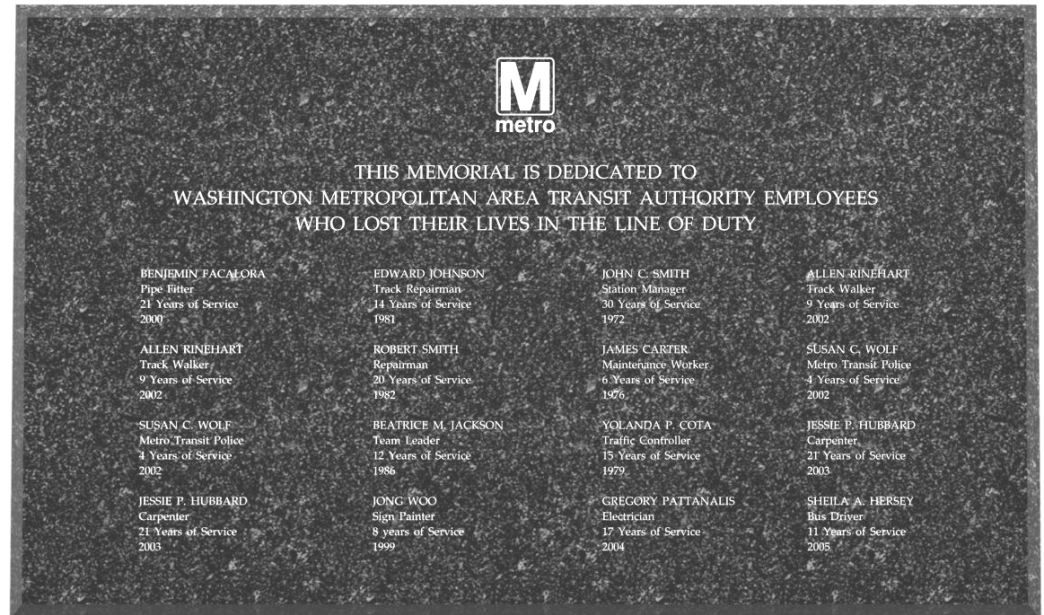 M
metro
THIS MEMORIAL IS DEDICATED TO
WASHINGTON METROPOLITAN AREA TRANSIT AUTHORITY EMPLOYEES
WHO LOST THEIR LIVES IN THE LINE OF DUTY
BENJEMIN FACALORA
Pipe Fitter
21 Years of Service
2000
ALLEN RINEHART
Track Walker
9 Years of Service
2002
SUSAN C. WOLF
Metro Transit Police
4 Years of Service
2002
JESSIE P. HUBBARD
Carpenter
21 Years of Service
2003
EDWARD JOHNSON
Track Repairman
14 Years of Service
1981
ROBERT SMITH
Repairman
20 Years of Service
1982
BEATRICE M. JACKSON
Team Leader
12 Years of Service
1986
JONG WOO
Sign Painter
8 years of Service
1999
JOHN C. SMITH
Station Manager
30 Years of Service
1972
JAMES CARTER
Maintenance Worker
6 Years of Service
1976
YOLANDA P. COTA
Traffic Controller
15 Years of Service
1979
GREGORY PATTANALIS
Electrician
17 Years of Service
2004
ALLEN RINEHART
Track Walker
9 Years of Service
2002
SUSAN C. WOLF
Metro Transit Police
4 Years of Service
2002
JESSIE P. HUBBARD
Carpenter
21 Years of Service
2003
SHEILA A. HERSEY
Bus Driver
11 Years of Service
2005